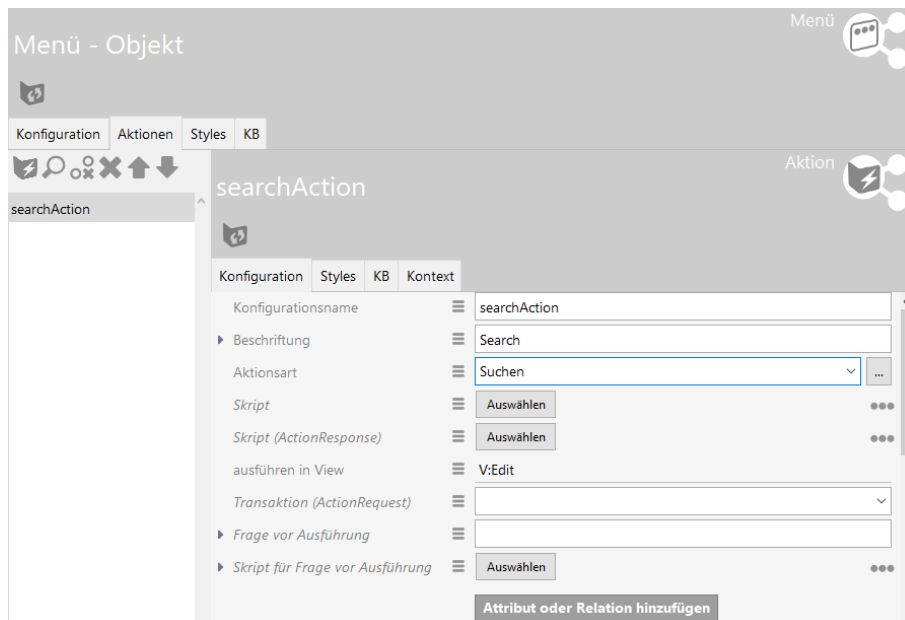 Menü
Menü - Objekt
Konfiguration Aktionen Styles KB
Aktion
searchAction
searchAction
Konfiguration Styles KB Kontext
Konfigurationsname searchAction
Beschriftung Search
Aktionsart Suchen ...
Skript Auswählen
Skript (ActionResponse) Auswählen
ausführen in View V:Edit
Transaktion (ActionRequest)
Frage vor Ausführung
Skript für Frage vor Ausführung Auswählen
Attribut oder Relation hinzufügen